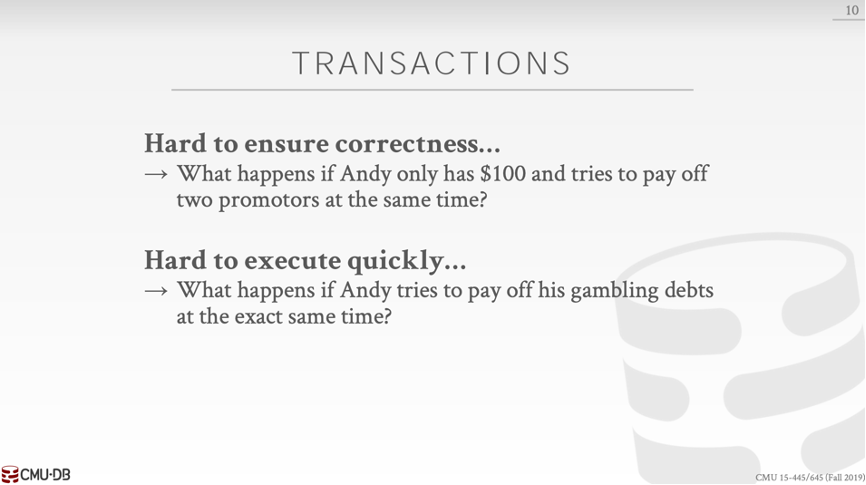 10
TRANSACTIONS
Hard to ensure correctness…
→ What happens if Andy only has $100 and tries to pay off
two promotors at the same time?
Hard to execute quickly…
→ What happens if Andy tries to pay off his gambling debts
at the exact same time?
CMU·DB
CMU 15-445/645 (Fall 2019)